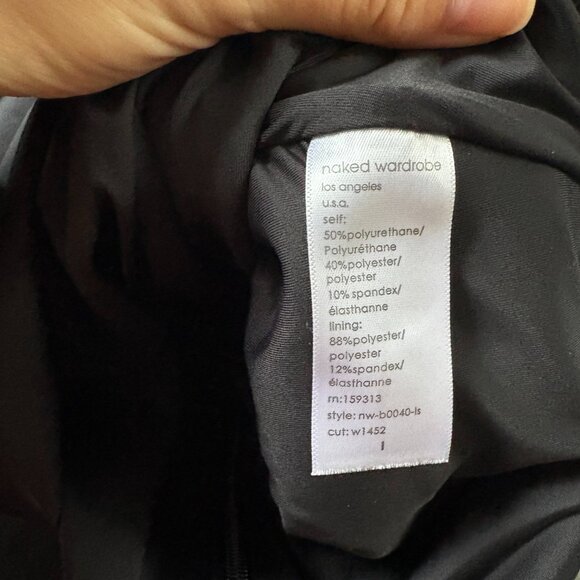 naked wardrobe
los angeles
u.s.a.
self:
50%polyurethane/
Polyuréthane
40%polyester/
polyester
10%spandex/
élasthanne
lining:
88%polyester/
polyester
12%spandex/
élasthanne
rn:159313
style: nw-b0040-ls
cut: w1452
l